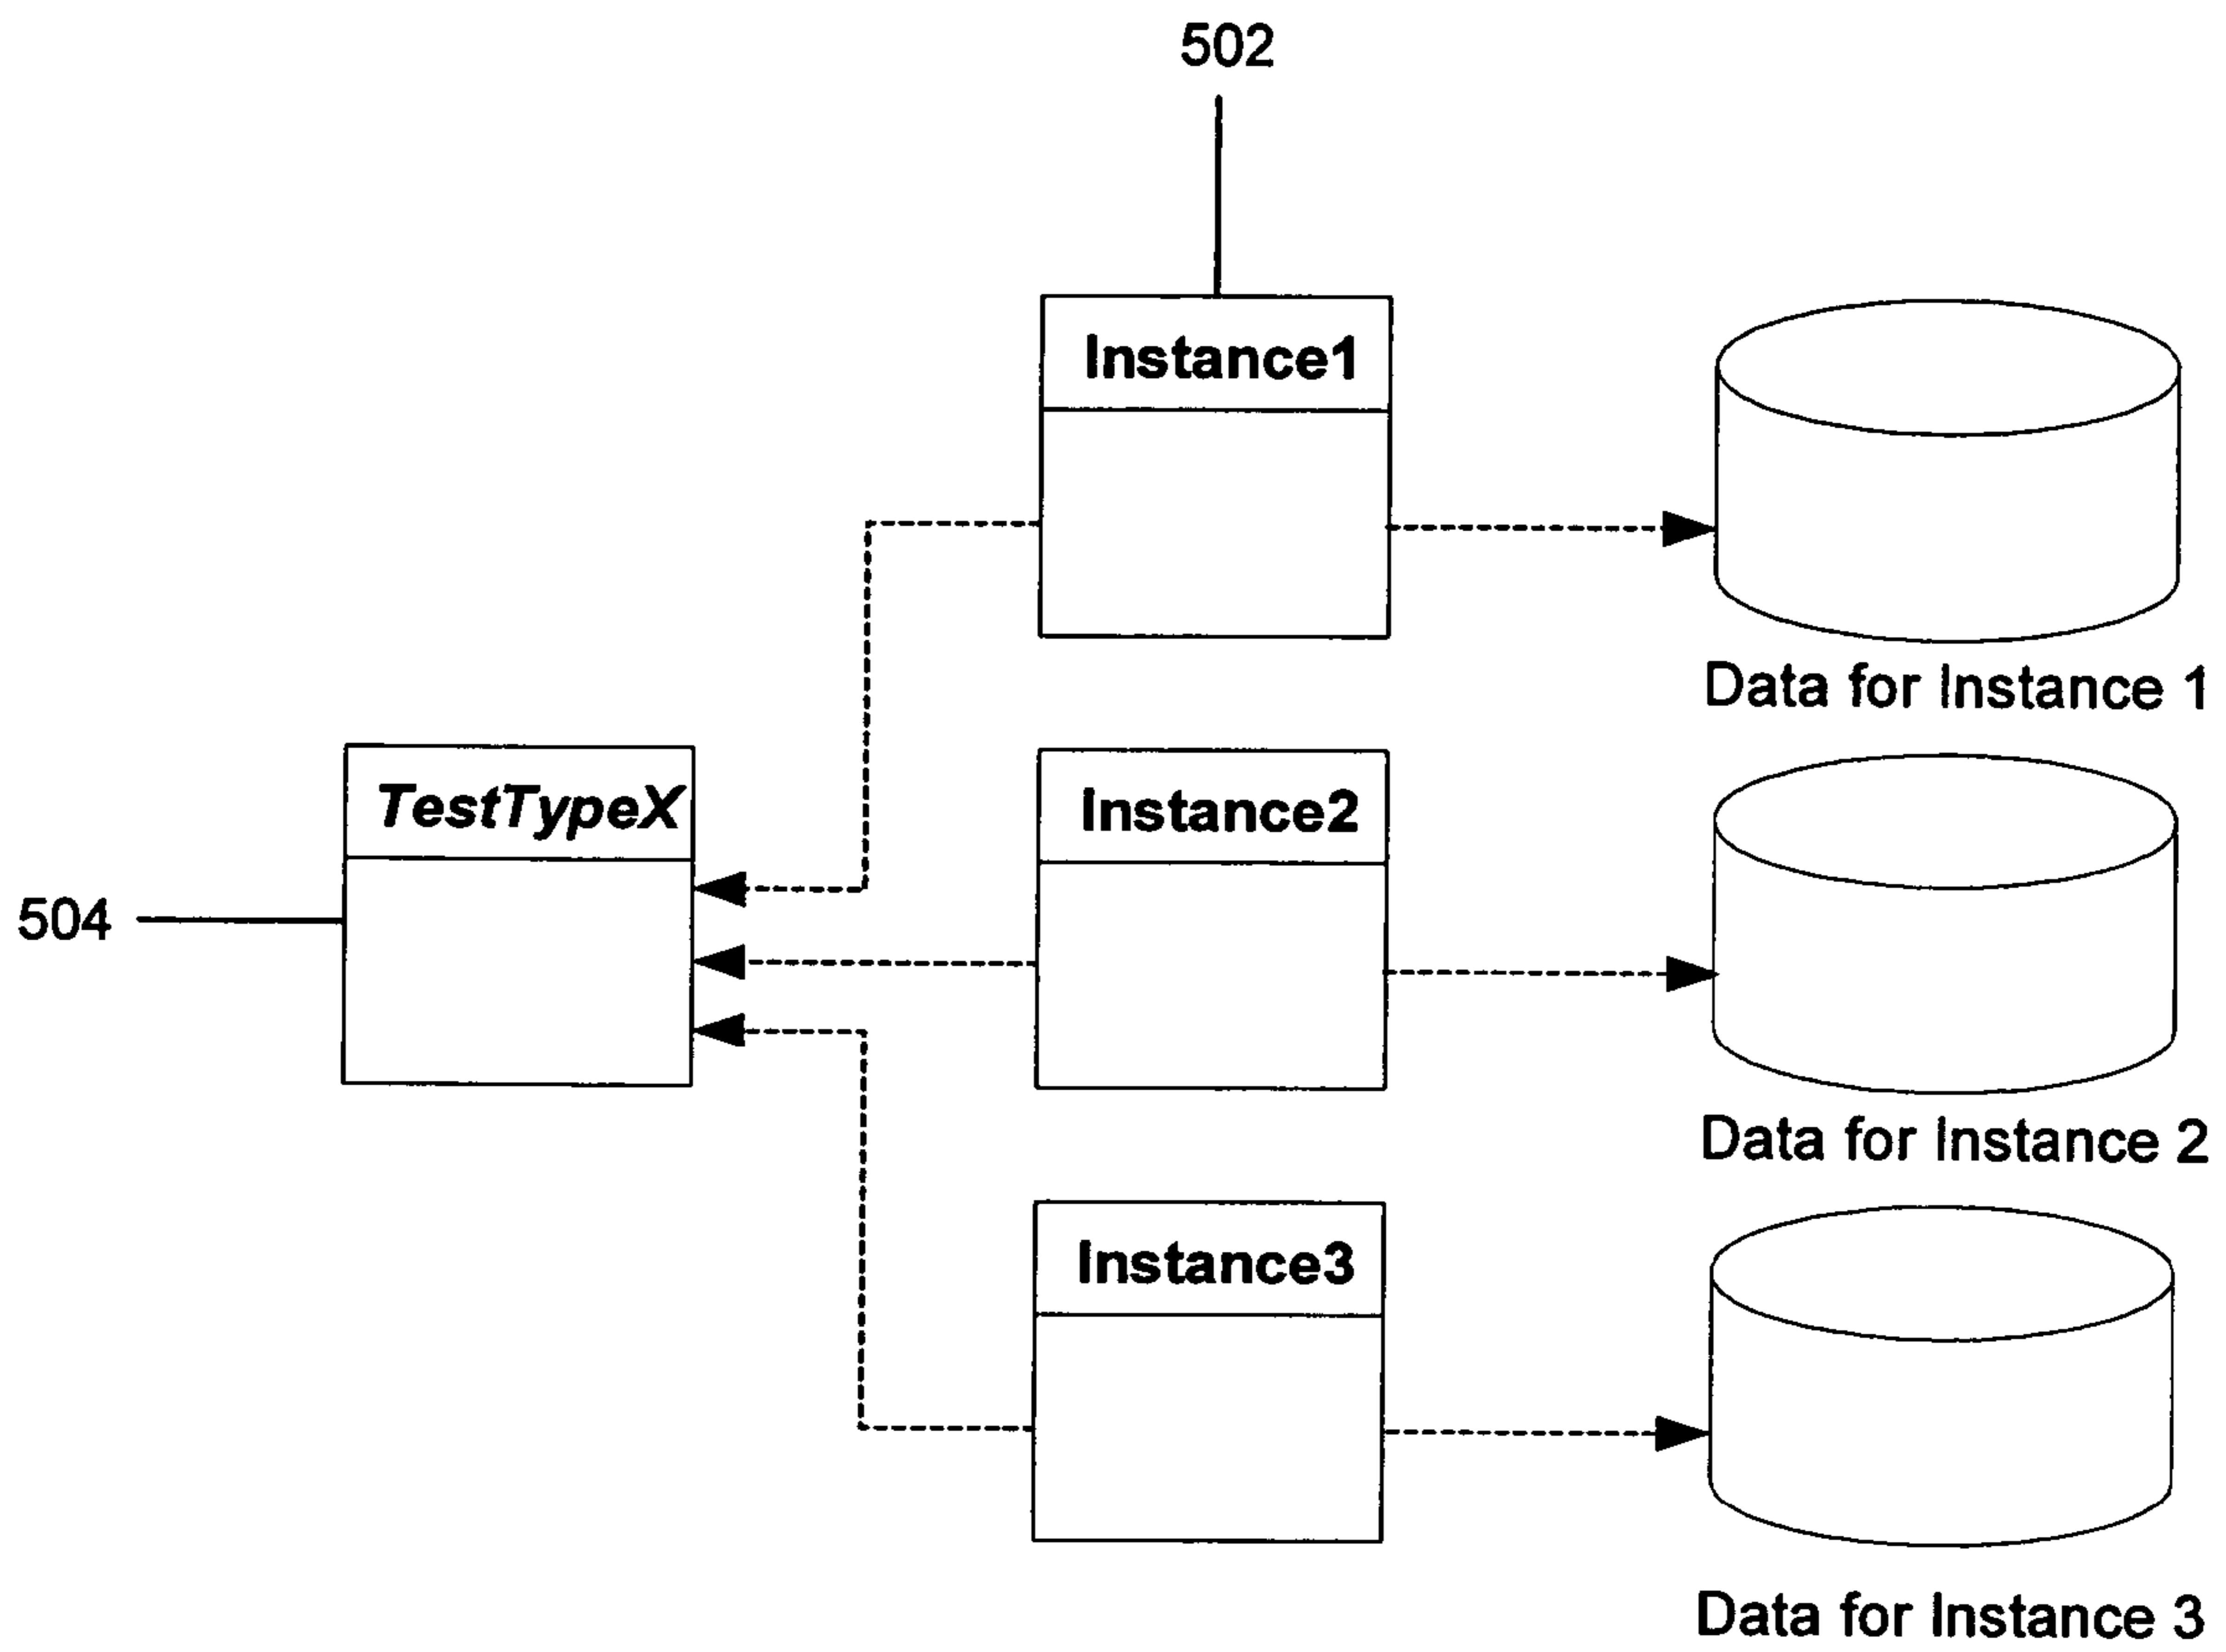 502
Instance1
Data for Instance 1
TestTypeX
Instance2
504
Data for Instance 2
Instance3
Data for Instance 3